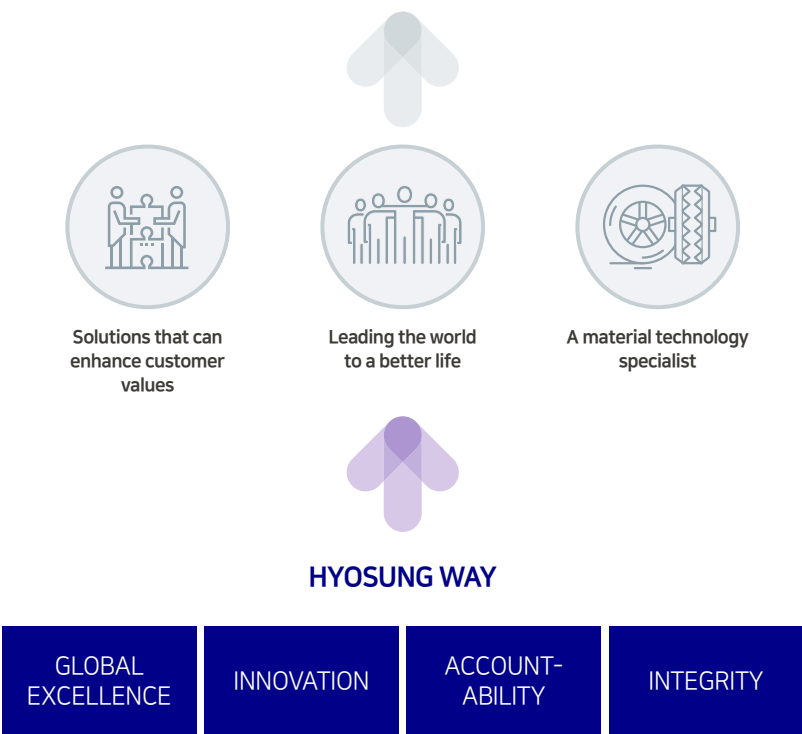 Solutions that can
enhance customer
values
Leading the world
to a better life
A material technology
specialist
HYOSUNG WAY
GLOBAL
EXCELLENCE
INNOVATION
ACCOUNT-
ABILITY
INTEGRITY